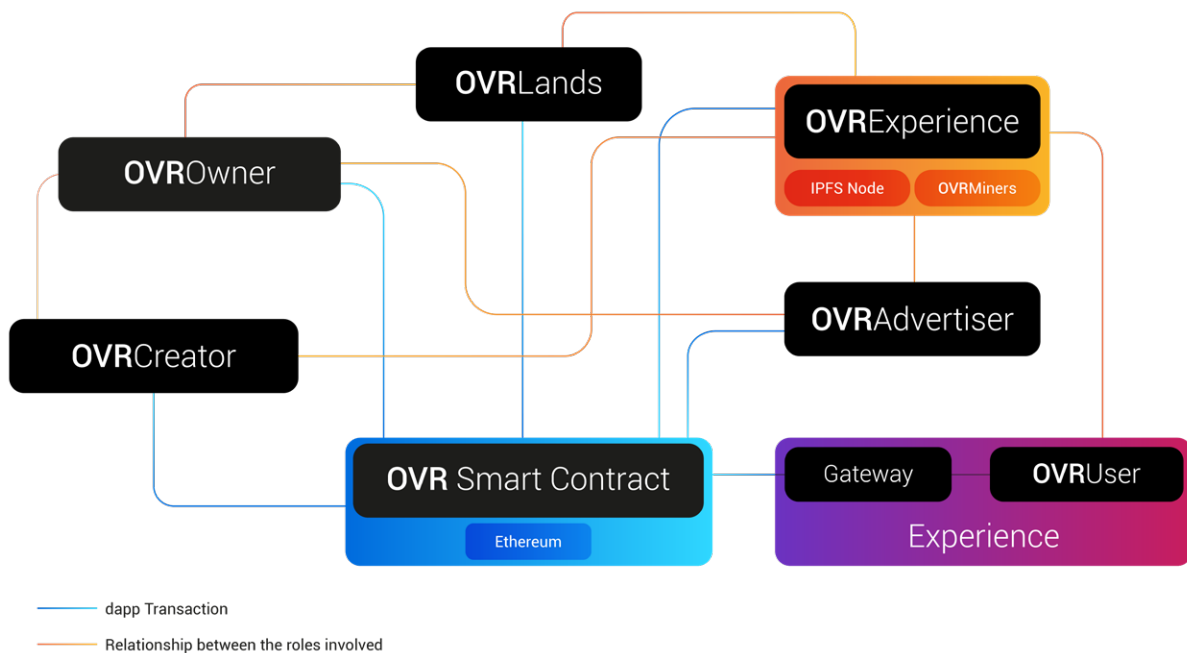 OVRLands
OVRExperience
IPFS Node
OVRMiners
OVROwner
OVRAdvertiser
OVRCreator
OVR Smart Contract
Ethereum
Gateway
OVRUser
Experience
dapp Transaction
Relationship between the roles involved